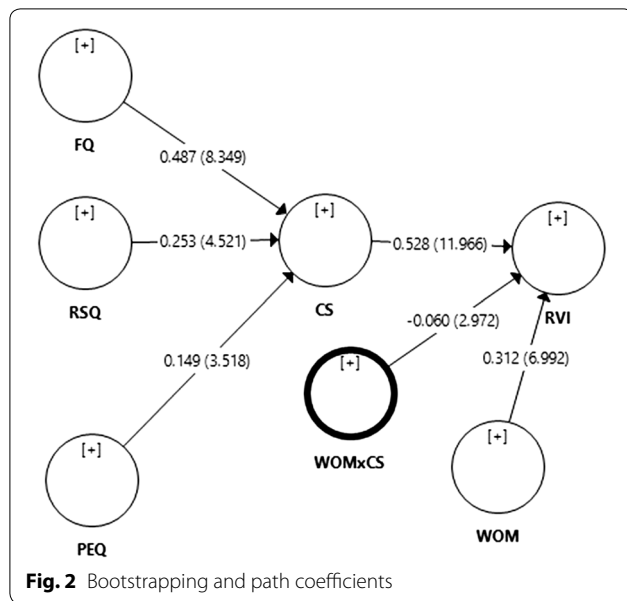 [+]
FQ
0.487 (8.349)
[+]
RSQ
0.253 (4.521)
[+]
CS
0.528 (11.966)
[+]
RVI
0.149 (3.518)
-0.060 (2.972)
0.312 (6.992)
[+]
WOMxCS
[+]
PEQ
[+]
WOM
Fig. 2 Bootstrapping and path coefficients